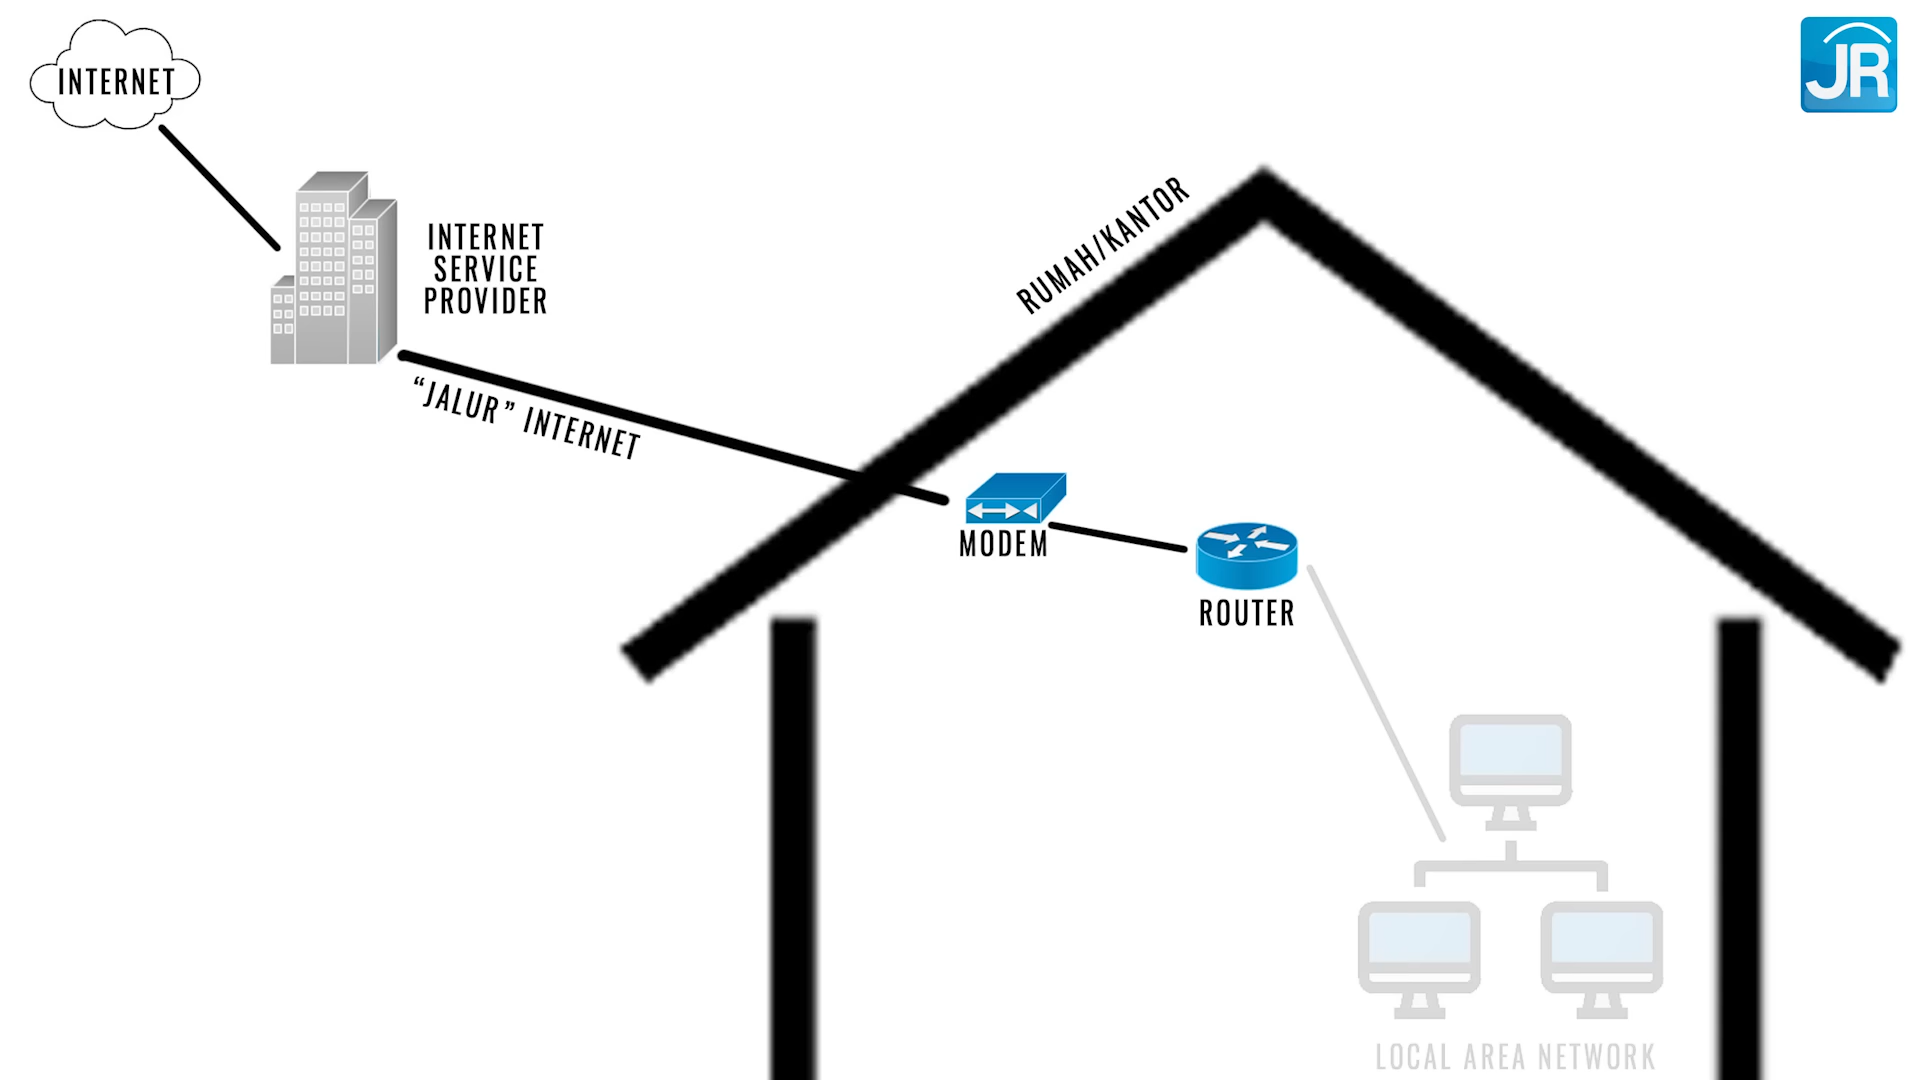 INTERNET
JR
INTERNET
SERVICE
PROVIDER
RUMAH/KANTOR
“JALUR” INTERNET
MODEM
ROUTER
LOCAL AREA NETWORK